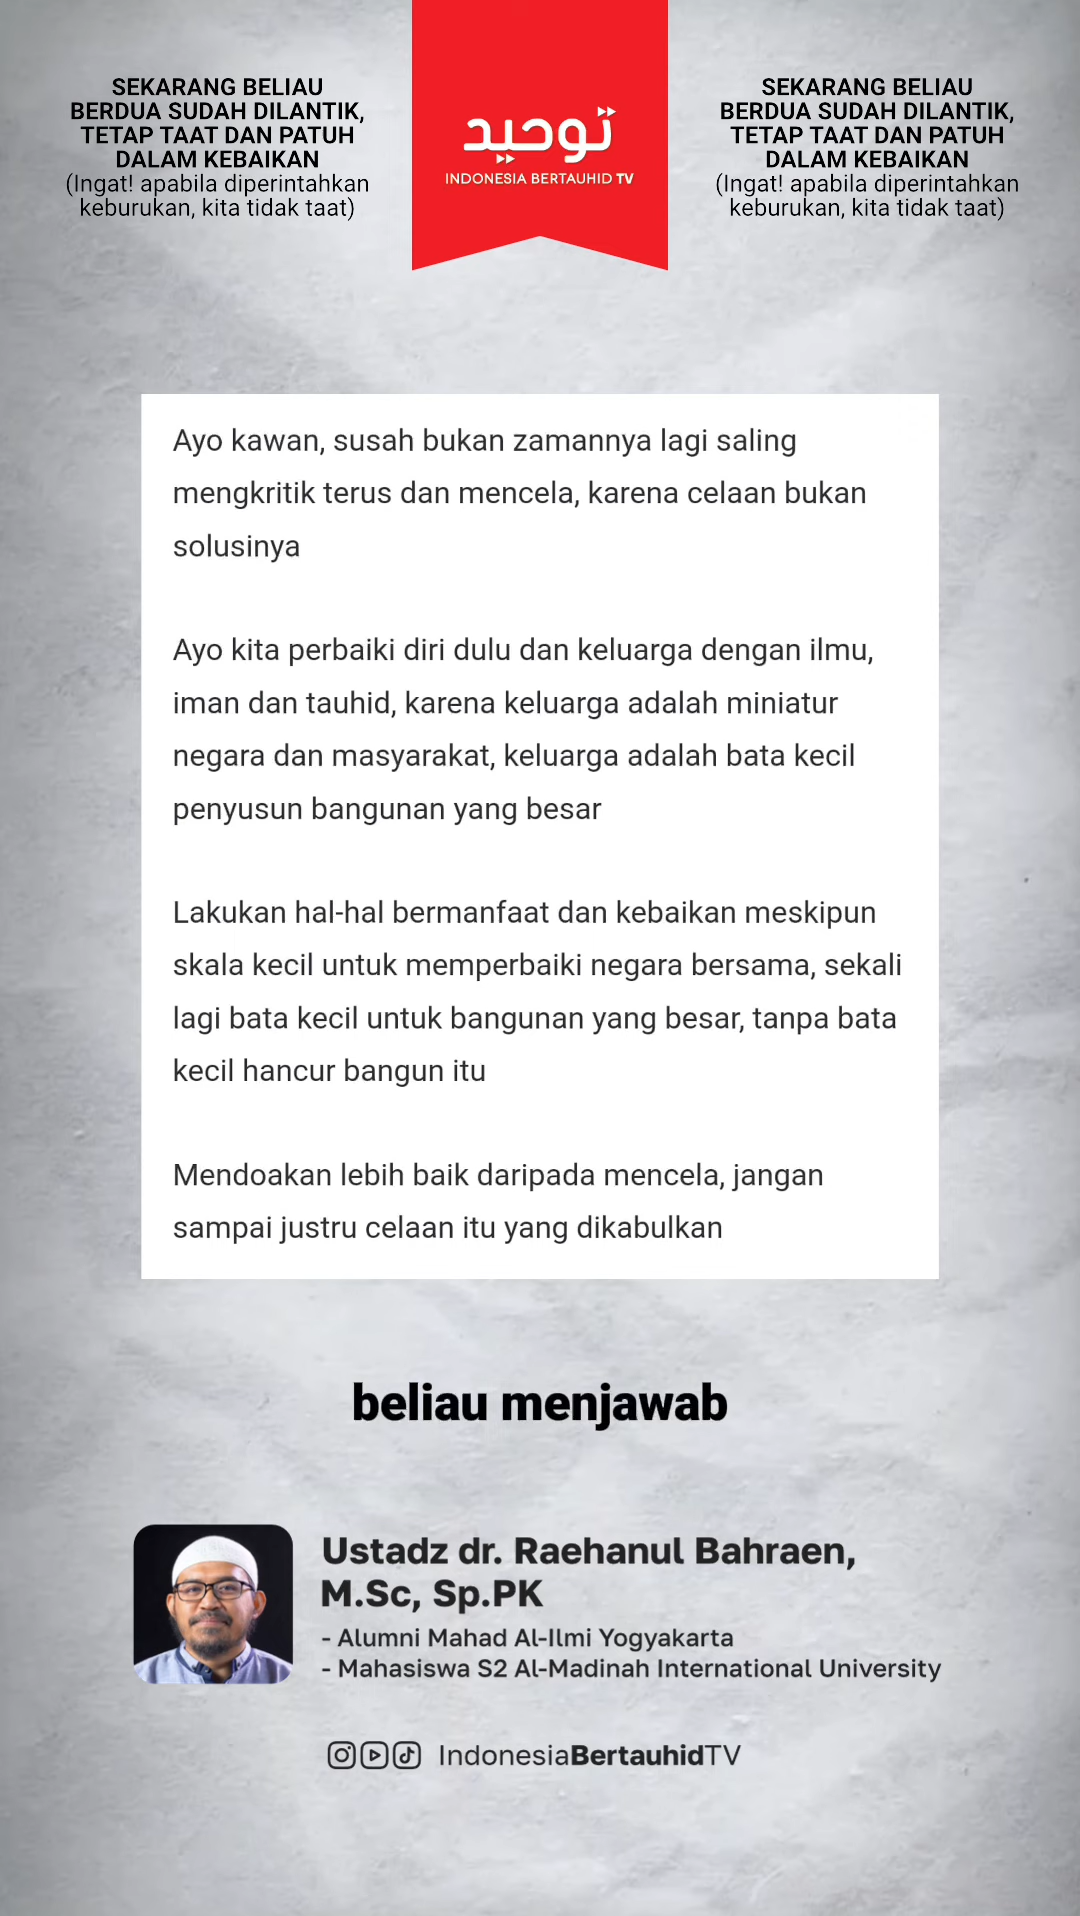 SEKARANG BELIAU
BERDUA SUDAH DILANTIK,
TETAP TAAT DAN PATUH
DALAM KEBAIKAN
(Ingat! apabila diperintahkan
keburukan, kita tidak taat)
توحيد
INDONESIA BERTAUHID TV
SEKARANG BELIAU
BERDUA SUDAH DILANTIK,
TETAP TAAT DAN PATUH
DALAM KEBAIKAN
(Ingat! apabila diperintahkan
keburukan, kita tidak taat)
Ayo kawan, susah bukan zamannya lagi saling
mengkritik terus dan mencela, karena celaan bukan
solusinya
Ayo kita perbaiki diri dulu dan keluarga dengan ilmu,
iman dan tauhid, karena keluarga adalah miniatur
negara dan masyarakat, keluarga adalah bata kecil
penyusun bangunan yang besar
Lakukan hal-hal bermanfaat dan kebaikan meskipun
skala kecil untuk memperbaiki negara bersama, sekali
lagi bata kecil untuk bangunan yang besar, tanpa bata
kecil hancur bangun itu
Mendoakan lebih baik daripada mencela, jangan
sampai justru celaan itu yang dikabulkan
beliau menjawab
Ustadz dr. Raehanul Bahraen,
M.Sc, Sp.PK
- Alumni Mahad Al-Ilmi Yogyakarta
- Mahasiswa S2 Al-Madinah International University
IndonesiaBertauhidTV